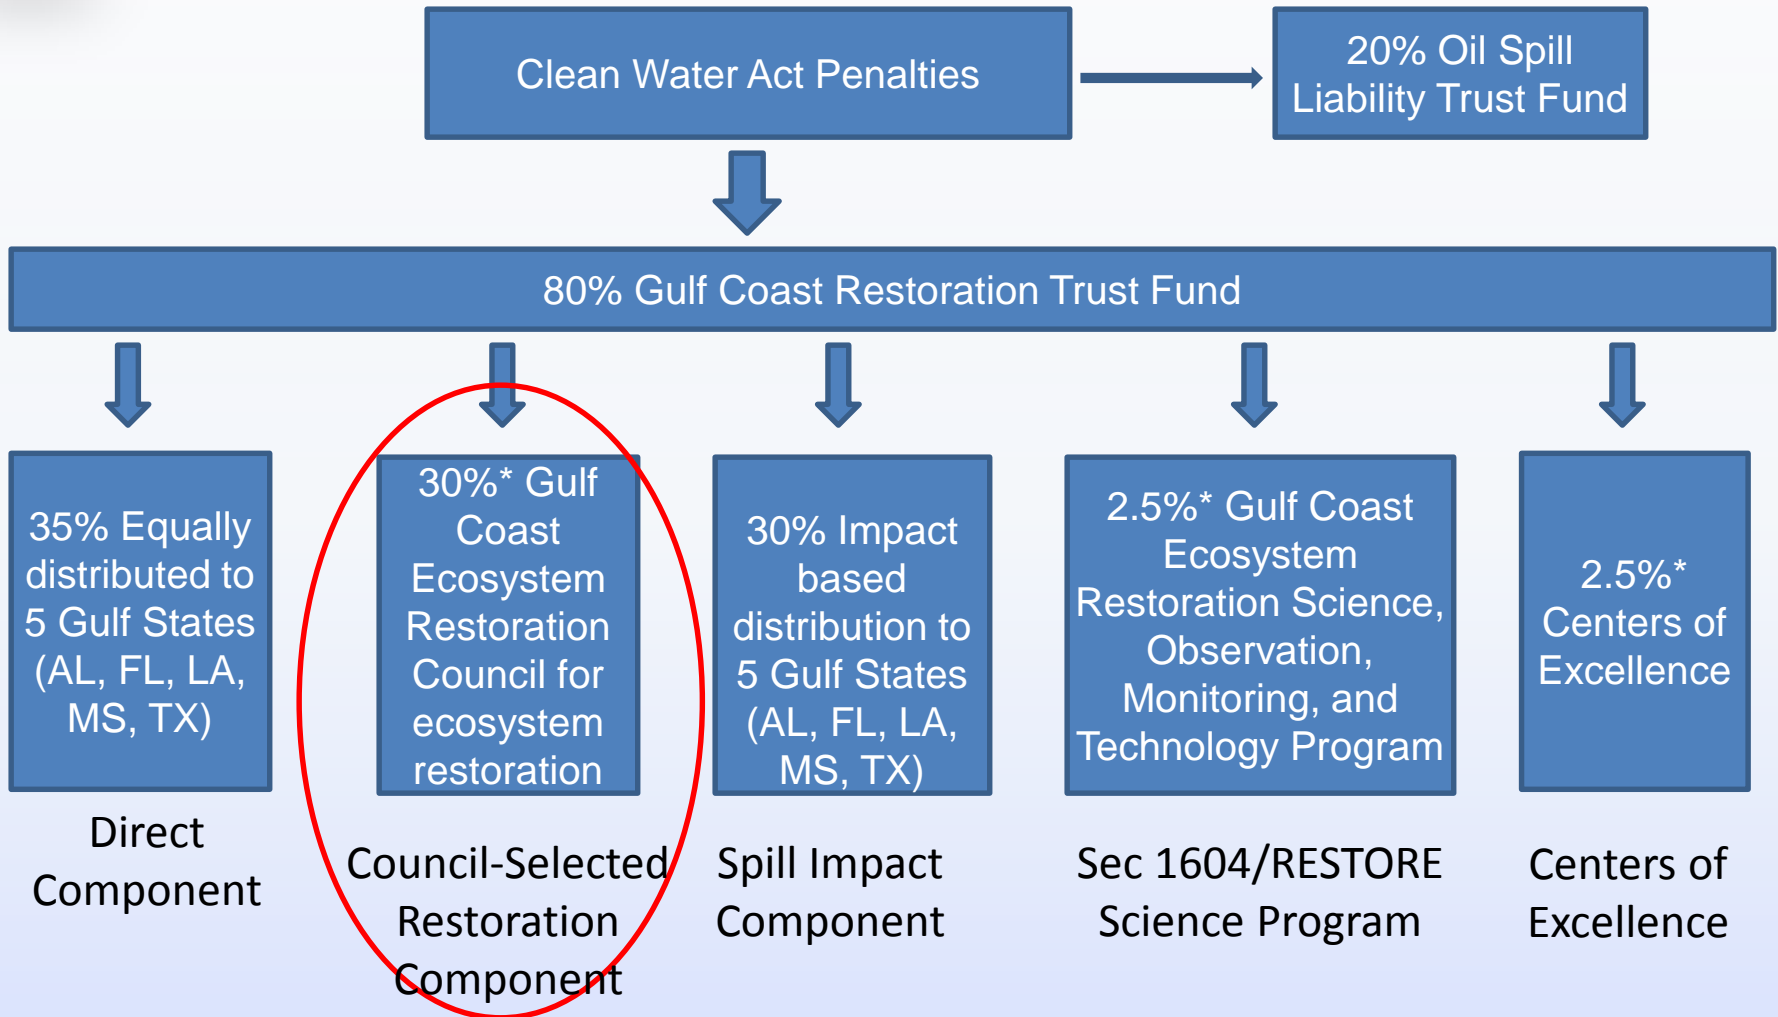 Clean Water Act Penalties
20% Oil Spill
Liability Trust Fund
80% Gulf Coast Restoration Trust Fund
35% Equally
distributed to
5 Gulf States
(AL, FL, LA,
MS, TX)
30%* Gulf
Coast
Ecosystem
Restoration
Council for
ecosystem
restoration
30% Impact
based
distribution to
5 Gulf States
(AL, FL, LA,
MS, TX)
2.5%* Gulf Coast
Ecosystem
Restoration Science,
Observation,
Monitoring, and
Technology Program
2.5%*
Centers of
Excellence
Direct
Component
Council-Selected
Restoration
Component
Spill Impact
Component
Sec 1604/RESTORE
Science Program
Centers of
Excellence